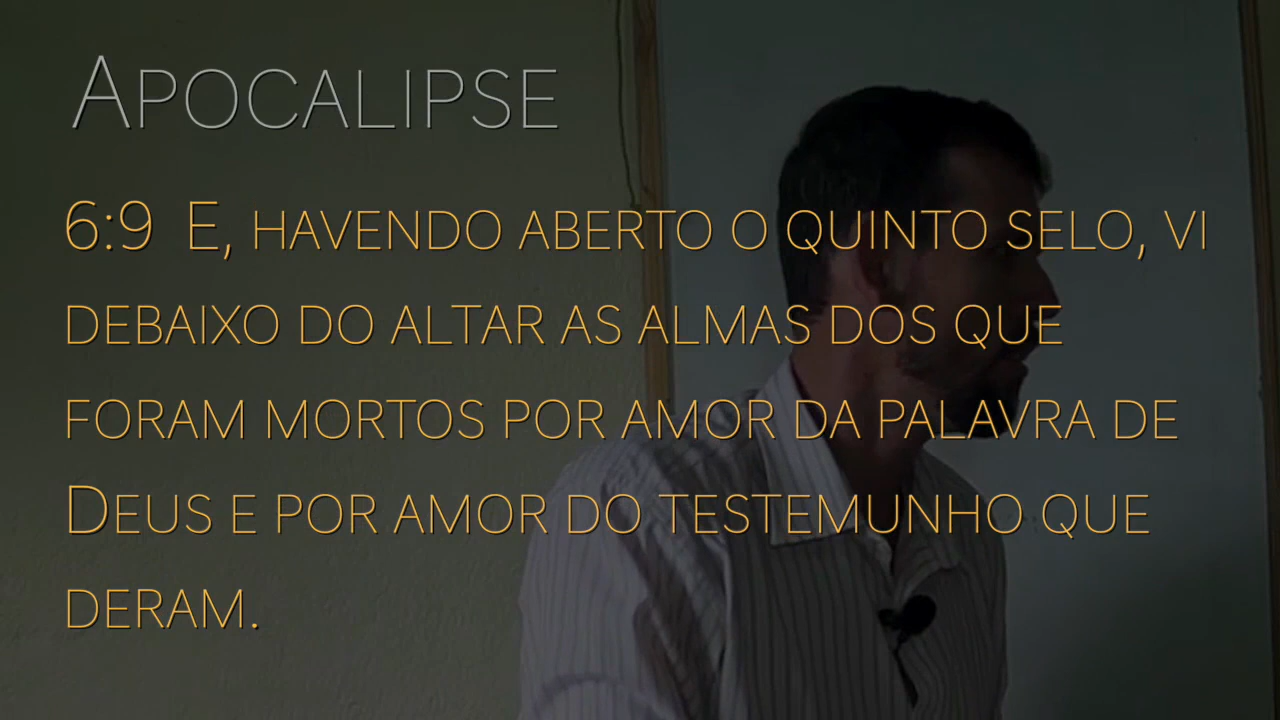 Apocalipse
6:9 E, havendo aberto o quinto selo, vi
debaixo do altar as almas dos que
foram mortos por amor da palavra de
Deus e por amor do testemunho que
deram.